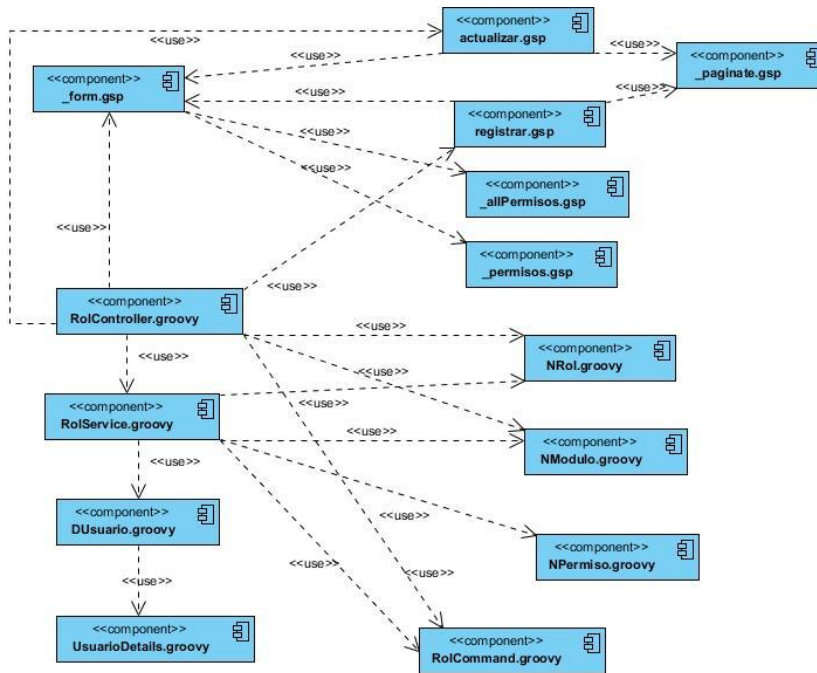 <<component>>
actualizar.gsp
<<use>>
<<use>>
<<use>>
<<component>>
_paginate.gsp
<<component>>
_form.gsp
<<use>>
<<use>>
<<component>>
registrar.gsp
<<use>>
<<component>>
_allPermisos.gsp
<<use>>
<<use>>
<<component>>
_permisos.gsp
<<use>>
<<component>>
RolController.groovy
<<use>>
<<use>>
<<component>>
NRol.groovy
<<use>>
<<use>>
<<component>>
RolService.groovy
<<use>>
<<component>>
NModulo.groovy
<<use>>
<<use>>
<<component>>
DUsuario.groovy
<<use>>
<<component>>
NPermiso.groovy
<<use>>
<<use>>
<<use>>
<<component>>
UsuarioDetails.groovy
<<component>>
RolCommand.groovy